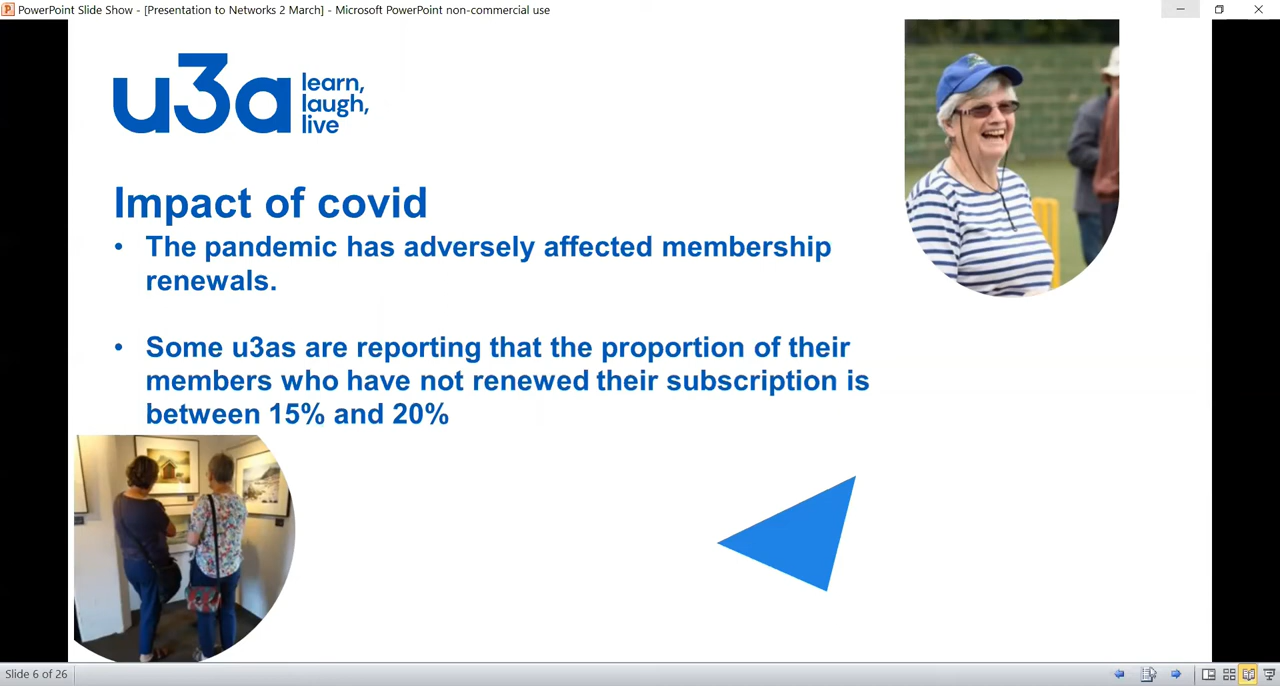 PowerPoint Slide Show - [Presentation to Networks 2 March] - Microsoft PowerPoint non-commercial use
u3a
learn,
laugh,
live
Impact of covid
• The pandemic has adversely affected membership
renewals.
• Some u3as are reporting that the proportion of their
members who have not renewed their subscription is
between 15% and 20%
Slide 6 of 26